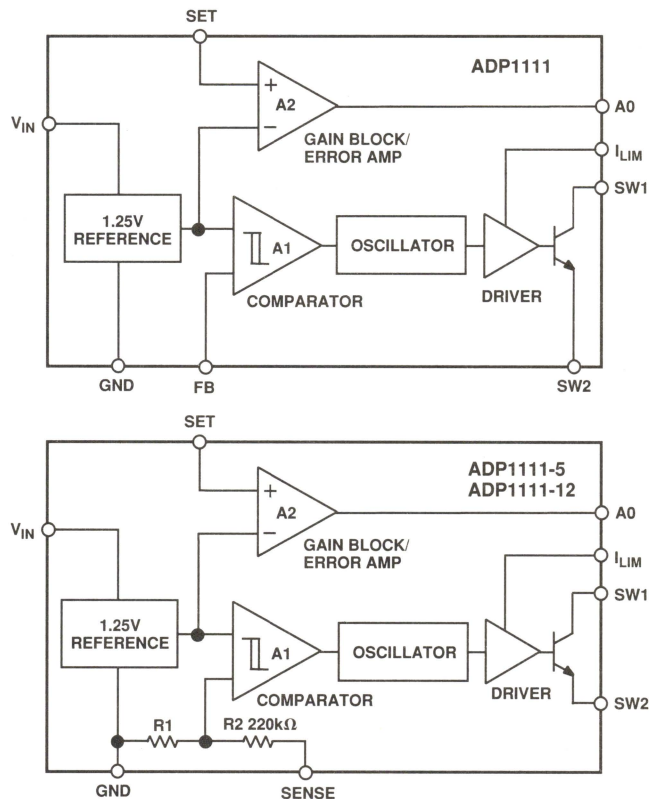 SET
ADP1111
+
A2
−
A0
VIN
GAIN BLOCK/
ERROR AMP
ILIM
SW1
1.25V
REFERENCE
A1
OSCILLATOR
COMPARATOR
DRIVER
GND
FB
SW2
SET
ADP1111-5
ADP1111-12
+
A2
−
A0
VIN
GAIN BLOCK/
ERROR AMP
ILIM
SW1
1.25V
REFERENCE
A1
OSCILLATOR
COMPARATOR
DRIVER
SW2
R1
R2 220kΩ
GND
SENSE